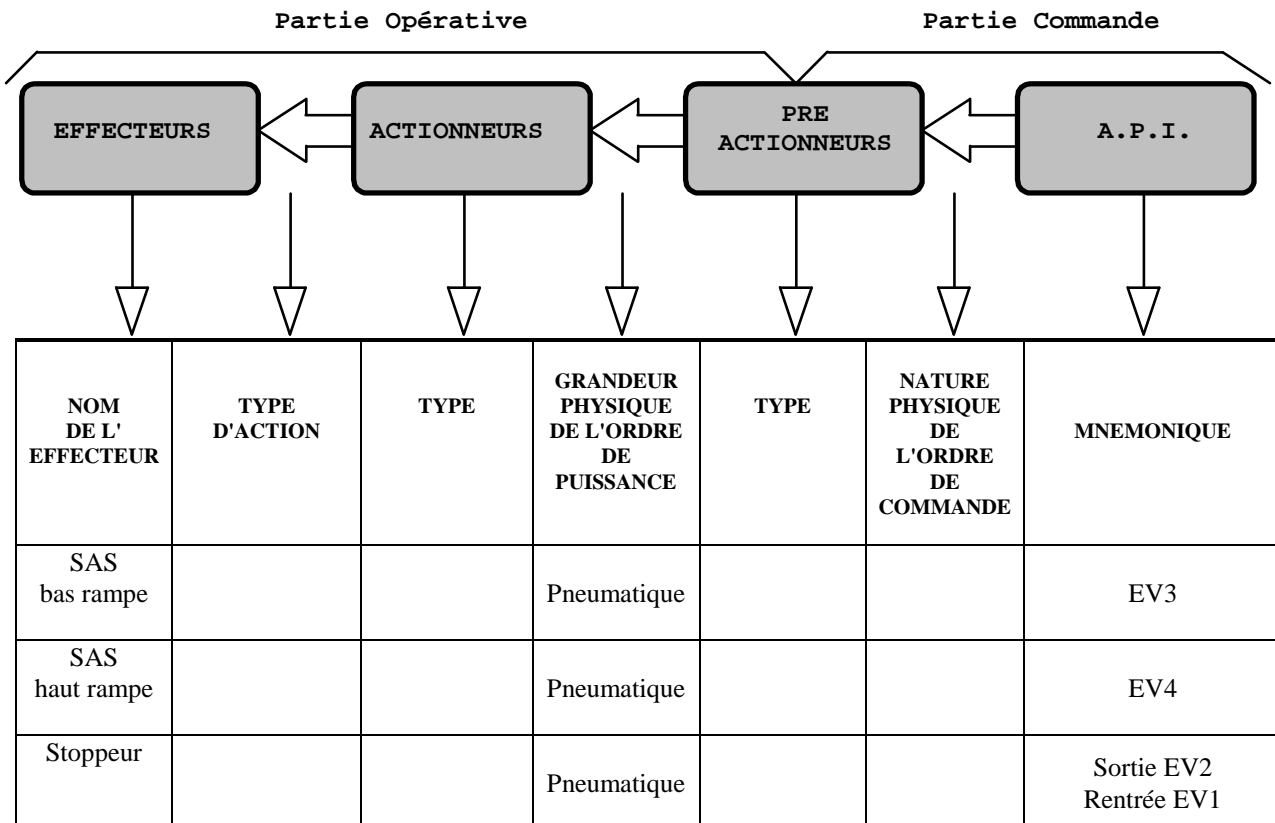 Partie Opérative
Partie Commande
EFFECTEURS
ACTIONNEURS
PRE
ACTIONNEURS
A.P.I.
NOM
DE L'
EFFECTEUR
TYPE
D'ACTION
TYPE
GRANDEUR
PHYSIQUE
DE L'ORDRE
DE
PUISSANCE
TYPE
NATURE
PHYSIQUE
DE
L'ORDRE
DE
COMMANDE
MNEMONIQUE
SAS
bas rampe
Pneumatique
EV3
SAS
haut rampe
Pneumatique
EV4
Stoppeur
Pneumatique
Sortie EV2
Rentrée EV1